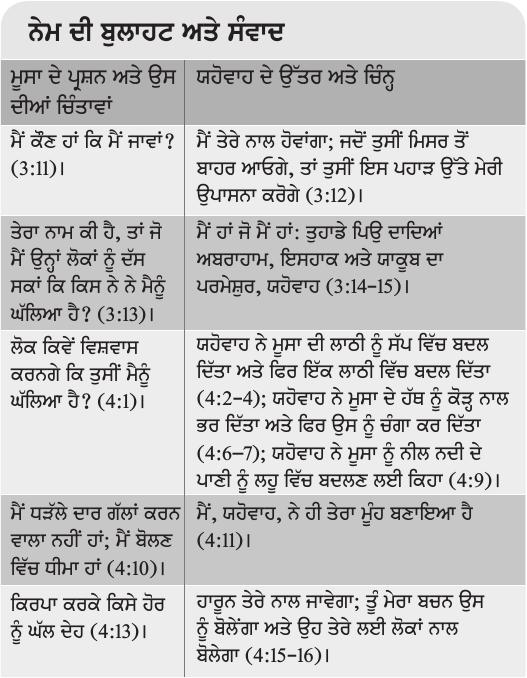 ਨੇਮ ਦੀ ਬੁਲਾਹਟ ਅਤੇ ਸੰਵਾਦ
ਮੂਸਾ ਦੇ ਪ੍ਰਸ਼ਨ ਅਤੇ ਉਸ
ਦੀਆਂ ਚਿੰਤਾਵਾਂ
ਯਹੋਵਾਹ ਦੇ ਉੱਤਰ ਅਤੇ ਚਿੰਨ੍ਹ
ਮੈਂ ਕੌਣ ਹਾਂ ਕਿ ਮੈਂ ਜਾਵਾਂ?
(3:11)।
ਮੈਂ ਤੇਰੇ ਨਾਲ ਹੋਵਾਂਗਾ; ਜਦੋਂ ਤੁਸੀਂ ਮਿਸਰ ਤੋਂ
ਬਾਹਰ ਆਓਗੇ, ਤਾਂ ਤੁਸੀਂ ਇਸ ਪਹਾੜ ਉੱਤੇ ਮੇਰੀ
ਉਪਾਸਨਾ ਕਰੋਗੇ (3:12)।
ਤੇਰਾ ਨਾਮ ਕੀ ਹੈ, ਤਾਂ ਜੋ
ਮੈਂ ਉਨ੍ਹਾਂ ਲੋਕਾਂ ਨੂੰ ਦੱਸ
ਸਕਾਂ ਕਿ ਕਿਸ ਨੇ ਨੇ ਮੈਨੂੰ
ਘੱਲਿਆ ਹੈ? (3:13)।
ਮੈਂ ਹਾਂ ਜੋ ਮੈਂ ਹਾਂ: ਤੁਹਾਡੇ ਪਿਉ ਦਾਦਿਆਂ
ਅਬਰਾਹਾਮ, ਇਸਹਾਕ ਅਤੇ ਯਾਕੂਬ ਦਾ
ਪਰਮੇਸ਼ੁਰ, ਯਹੋਵਾਹ (3:14–15)।
ਲੋਕ ਕਿਵੇਂ ਵਿਸ਼ਵਾਸ
ਕਰਨਗੇ ਕਿ ਤੁਸੀਂ ਮੈਨੂੰ
ਘੱਲਿਆ ਹੈ? (4:1)।
ਯਹੋਵਾਹ ਨੇ ਮੂਸਾ ਦੀ ਲਾਠੀ ਨੂੰ ਸੱਪ ਵਿੱਚ ਬਦਲ
ਦਿੱਤਾ ਅਤੇ ਫਿਰ ਇੱਕ ਲਾਠੀ ਵਿੱਚ ਬਦਲ ਦਿੱਤਾ
(4:2–4); ਯਹੋਵਾਹ ਨੇ ਮੂਸਾ ਦੇ ਹੱਥ ਨੂੰ ਕੋੜ੍ਹ ਨਾਲ
ਭਰ ਦਿੱਤਾ ਅਤੇ ਫਿਰ ਉਸ ਨੂੰ ਚੰਗਾ ਕਰ ਦਿੱਤਾ
(4:6–7); ਯਹੋਵਾਹ ਨੇ ਮੂਸਾ ਨੂੰ ਨੀਲ ਨਦੀ ਦੇ
ਪਾਣੀ ਨੂੰ ਲਹੂ ਵਿੱਚ ਬਦਲਣ ਲਈ ਕਿਹਾ (4:9)।
ਮੈਂ ਧੜੱਲੇ ਦਾਰ ਗੱਲਾਂ ਕਰਨ
ਵਾਲਾ ਨਹੀਂ ਹਾਂ; ਮੈਂ ਬੋਲਣ
ਵਿੱਚ ਧੀਮਾ ਹਾਂ (4:10)।
ਮੈਂ, ਯਹੋਵਾਹ, ਨੇ ਹੀ ਤੇਰਾ ਮੂੰਹ ਬਣਾਇਆ ਹੈ
(4:11)।
ਕਿਰਪਾ ਕਰਕੇ ਕਿਸੇ ਹੋਰ
ਨੂੰ ਘੱਲ ਦੇਹ (4:13)।
ਹਾਰੂਨ ਤੇਰੇ ਨਾਲ ਜਾਵੇਗਾ; ਤੂੰ ਮੇਰਾ ਬਚਨ ਉਸ
ਨੂੰ ਬੋਲੇਂਗਾ ਅਤੇ ਉਹ ਤੇਰੇ ਲਈ ਲੋਕਾਂ ਨਾਲ
ਬੋਲੇਗਾ (4:15–16)।